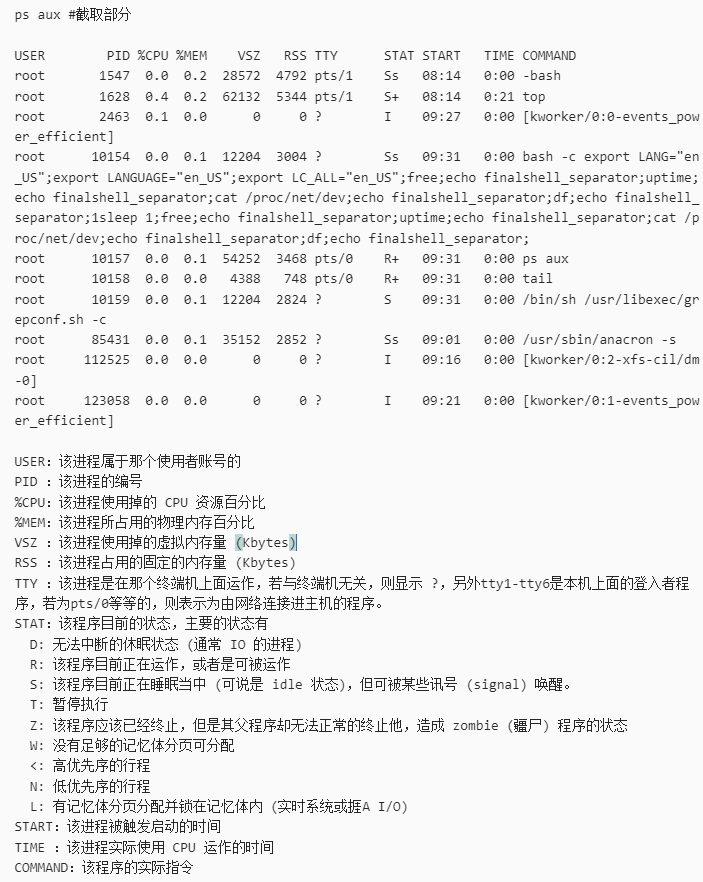 ps aux #截取部分
USER PID %CPU %MEM VSZ RSS TTY STAT START TIME COMMAND
root 1547 0.0 0.2 28572 4792 pts/1 Ss 08:14 0:00 -bash
root 1628 0.4 0.2 62132 5344 pts/1 S+ 08:14 0:21 top
root 2463 0.1 0.0 0 0 ? I 09:27 0:00 [kworker/0:0-events_pow
er_efficient]
root 10154 0.0 0.1 12204 3004 ? Ss 09:31 0:00 bash -c export LANG="en
_US";export LANGUAGE="en_US";export LC_ALL="en_US";free;echo finalshell_separator;uptime;
echo finalshell_separator;cat /proc/net/dev;echo finalshell_separator;df;echo finalshell_
separator;1sleep 1;free;echo finalshell_separator;uptime;echo finalshell_separator;cat /p
roc/net/dev;echo finalshell_separator;df;echo finalshell_separator;
root 10157 0.0 0.1 54252 3468 pts/0 R+ 09:31 0:00 ps aux
root 10158 0.0 0.0 4388 748 pts/0 R+ 09:31 0:00 tail
root 10159 0.0 0.1 12204 2824 ? S 09:31 0:00 /bin/sh /usr/libexec/gr
epconf.sh -c
root 85431 0.0 0.1 35152 2852 ? Ss 09:01 0:00 /usr/sbin/anacron -s
root 112525 0.0 0.0 0 0 ? I 09:16 0:00 [kworker/0:2-xfs-cil/dm
-0]
root 123058 0.0 0.0 0 0 ? I 09:21 0:00 [kworker/0:1-events_pow
er_efficient]
USER：该进程属于那个使用者账号的
PID ：该进程的编号
%CPU：该进程使用掉的 CPU 资源百分比
%MEM：该进程所占用的物理内存百分比
VSZ ：该进程使用掉的虚拟内存量 (Kbytes)
RSS ：该进程占用的固定的内存量 (Kbytes)
TTY ：该进程是在那个终端机上面运作，若与终端机无关，则显示 ?，另外tty1-tty6是本机上面的登入者程
序，若为pts/0等等的，则表示为由网络连接进主机的程序。
STAT：该程序目前的状态，主要的状态有
D: 无法中断的休眠状态 (通常 IO 的进程)
R: 该程序目前正在运作，或者是可被运作
S: 该程序目前正在睡眠当中 (可说是 idle 状态)，但可被某些讯号 (signal) 唤醒。
T: 暂停执行
Z: 该程序应该已经终止，但是其父程序却无法正常的终止他，造成 zombie (疆尸) 程序的状态
W: 没有足够的记忆体分页可分配
<: 高优先序的行程
N: 低优先序的行程
L: 有记忆体分页分配并锁在记忆体内 (实时系统或捱A I/O)
START：该进程被触发启动的时间
TIME ：该进程实际使用 CPU 运作的时间
COMMAND：该程序的实际指令